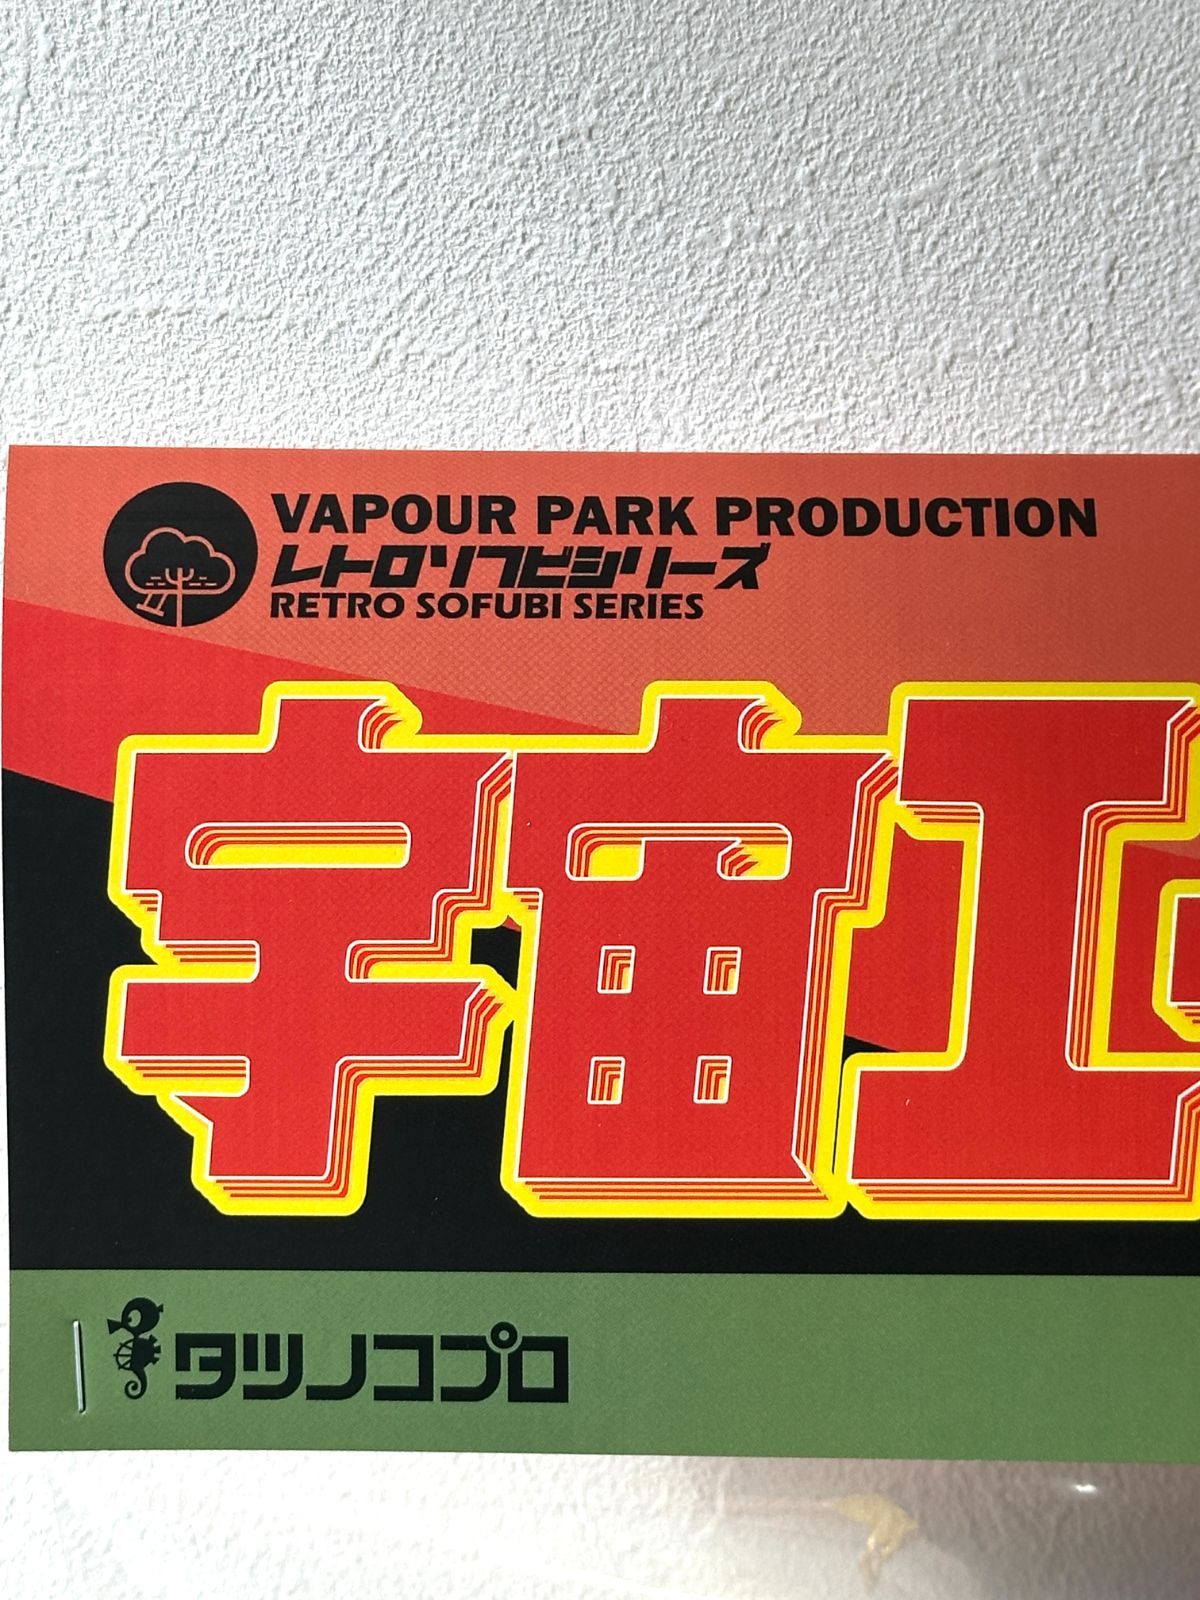 VAPOUR PARK PRODUCTION
レトロソフビシリーズ
RETRO SOFUBI SERIES
宇宙エ
タツノコプロ